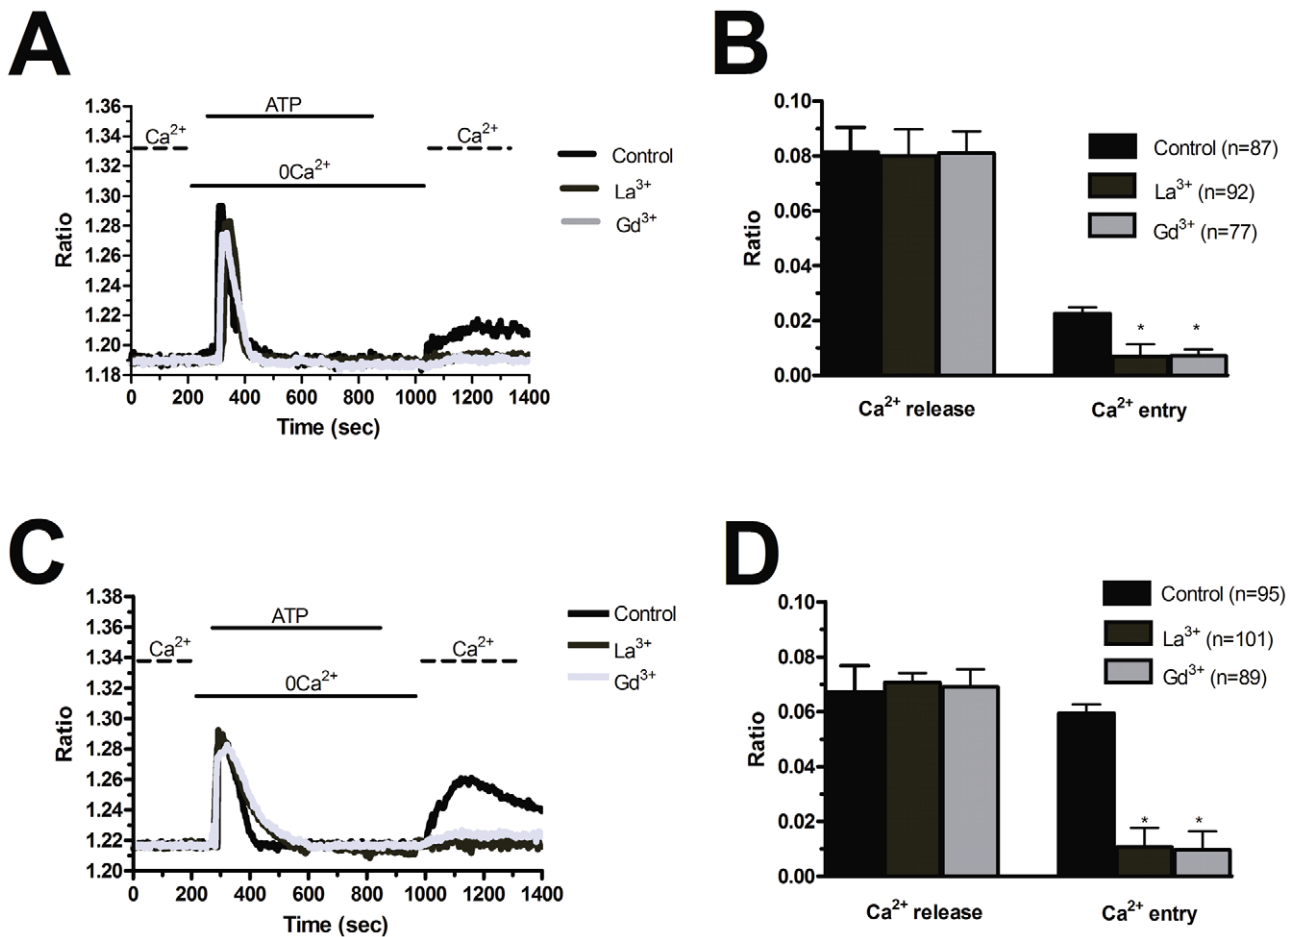 A
1.36
1.34
1.32
1.30
1.28
1.26
1.24
1.22
1.20
1.18
Ratio
ATP
Ca²⁺
Ca²⁺
0Ca²⁺
Control
La³⁺
Gd³⁺
0 200 400 600 800 1000 1200 1400
Time (sec)
B
0.10
0.08
0.06
0.04
0.02
0.00
Ratio
Control (n=87)
La³⁺ (n=92)
Gd³⁺ (n=77)
* *
Ca²⁺ release Ca²⁺ entry
C
1.38
1.36
1.34
1.32
1.30
1.28
1.26
1.24
1.22
1.20
Ratio
ATP
Ca²⁺
Ca²⁺
0Ca²⁺
Control
La³⁺
Gd³⁺
0 200 400 600 800 1000 1200 1400
Time (sec)
D
0.10
0.08
0.06
0.04
0.02
0.00
Ratio
Control (n=95)
La³⁺ (n=101)
Gd³⁺ (n=89)
* *
Ca²⁺ release Ca²⁺ entry